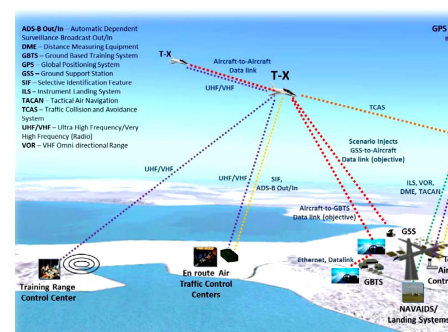 ADS-B Out/In – Automatic Dependent
Surveillance-Broadcast Out/In
DME – Distance Measuring Equipment
GBTS – Ground Based Training System
GPS – Global Positioning System
GSS – Ground Support Station
SIF – Selective Identification Feature
ILS – Instrument Landing System
TACAN – Tactical Air Navigation
TCAS – Traffic Collision and Avoidance
System
UHF/VHF – Ultra High Frequency/Very
High Frequency (Radio)
VOR – VHF Omni-directional Range
GPS
T-X
Aircraft-to-Aircraft
Data link
T-X
UHF/VHF
TCAS
Scenario Injects
GSS-to-Aircraft
Data link (objective)
UHF/VHF
UHF/VHF
SIF,
ADS-B Out/In
ILS, VOR,
DME, TACAN
Aircraft-to-GBTS
Data link (objective)
GSS
Ethernet, Datalink
Training Range
Control Center
En route Air
Traffic Control
Centers
GBTS
NAVAIDS/
Landing Systems